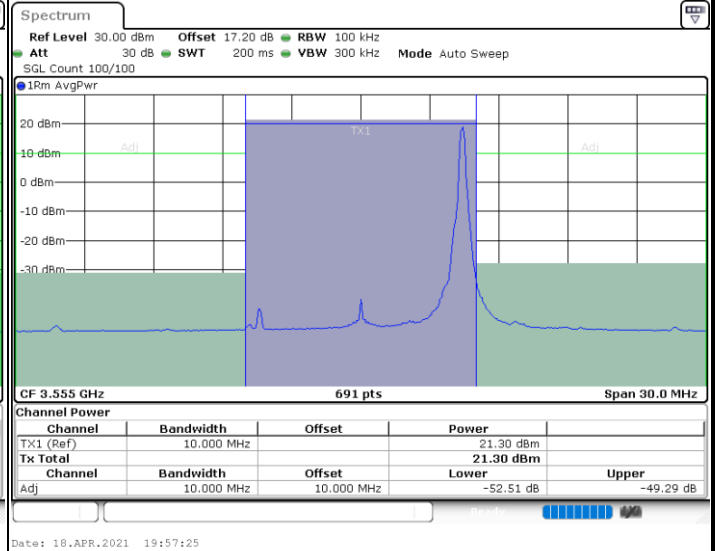 Spectrum
Ref Level 30.00 dBm Offset 17.20 dB RBW 100 kHz
Att 30 dB SWT 200 ms VBW 300 kHz Mode Auto Sweep
SGL Count 100/100
1Rm AvgPwr
20 dBm
TX1
Adj Adj
10 dBm
0 dBm
-10 dBm
-20 dBm
-30 dBm
CF 3.555 GHz 691 pts Span 30.0 MHz
Channel Power
Channel Bandwidth Offset Power
TX1 (Ref) 10.000 MHz 21.30 dBm
Tx Total 21.30 dBm
Channel Bandwidth Offset Lower Upper
Adj 10.000 MHz 10.000 MHz -52.51 dB -49.29 dB
Ready
Date: 18.APR.2021 19:57:25